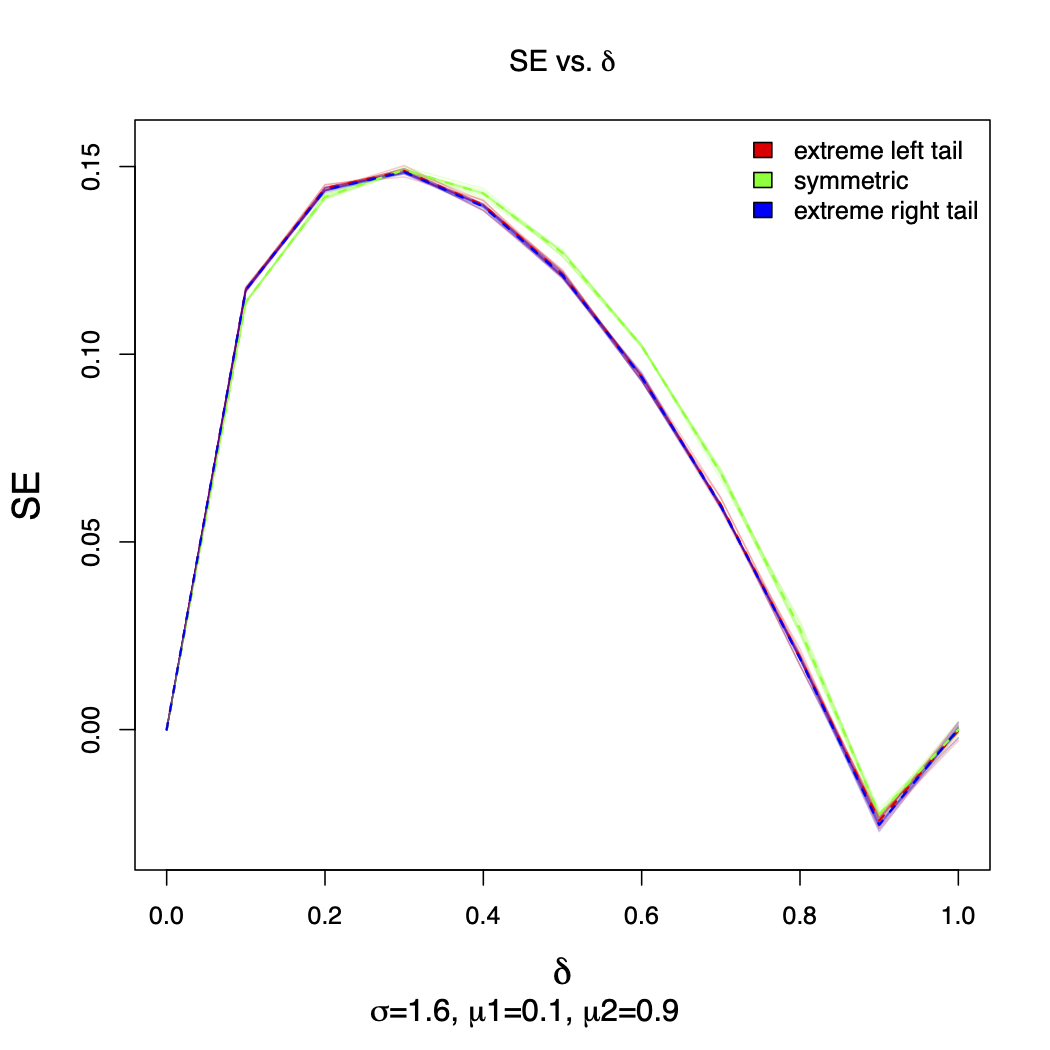 SE vs. δ
extreme left tail
symmetric
extreme right tail
SE
0.15
0.10
0.05
0.00
0.0 0.2 0.4 0.6 0.8 1.0
δ
σ=1.6, μ1=0.1, μ2=0.9